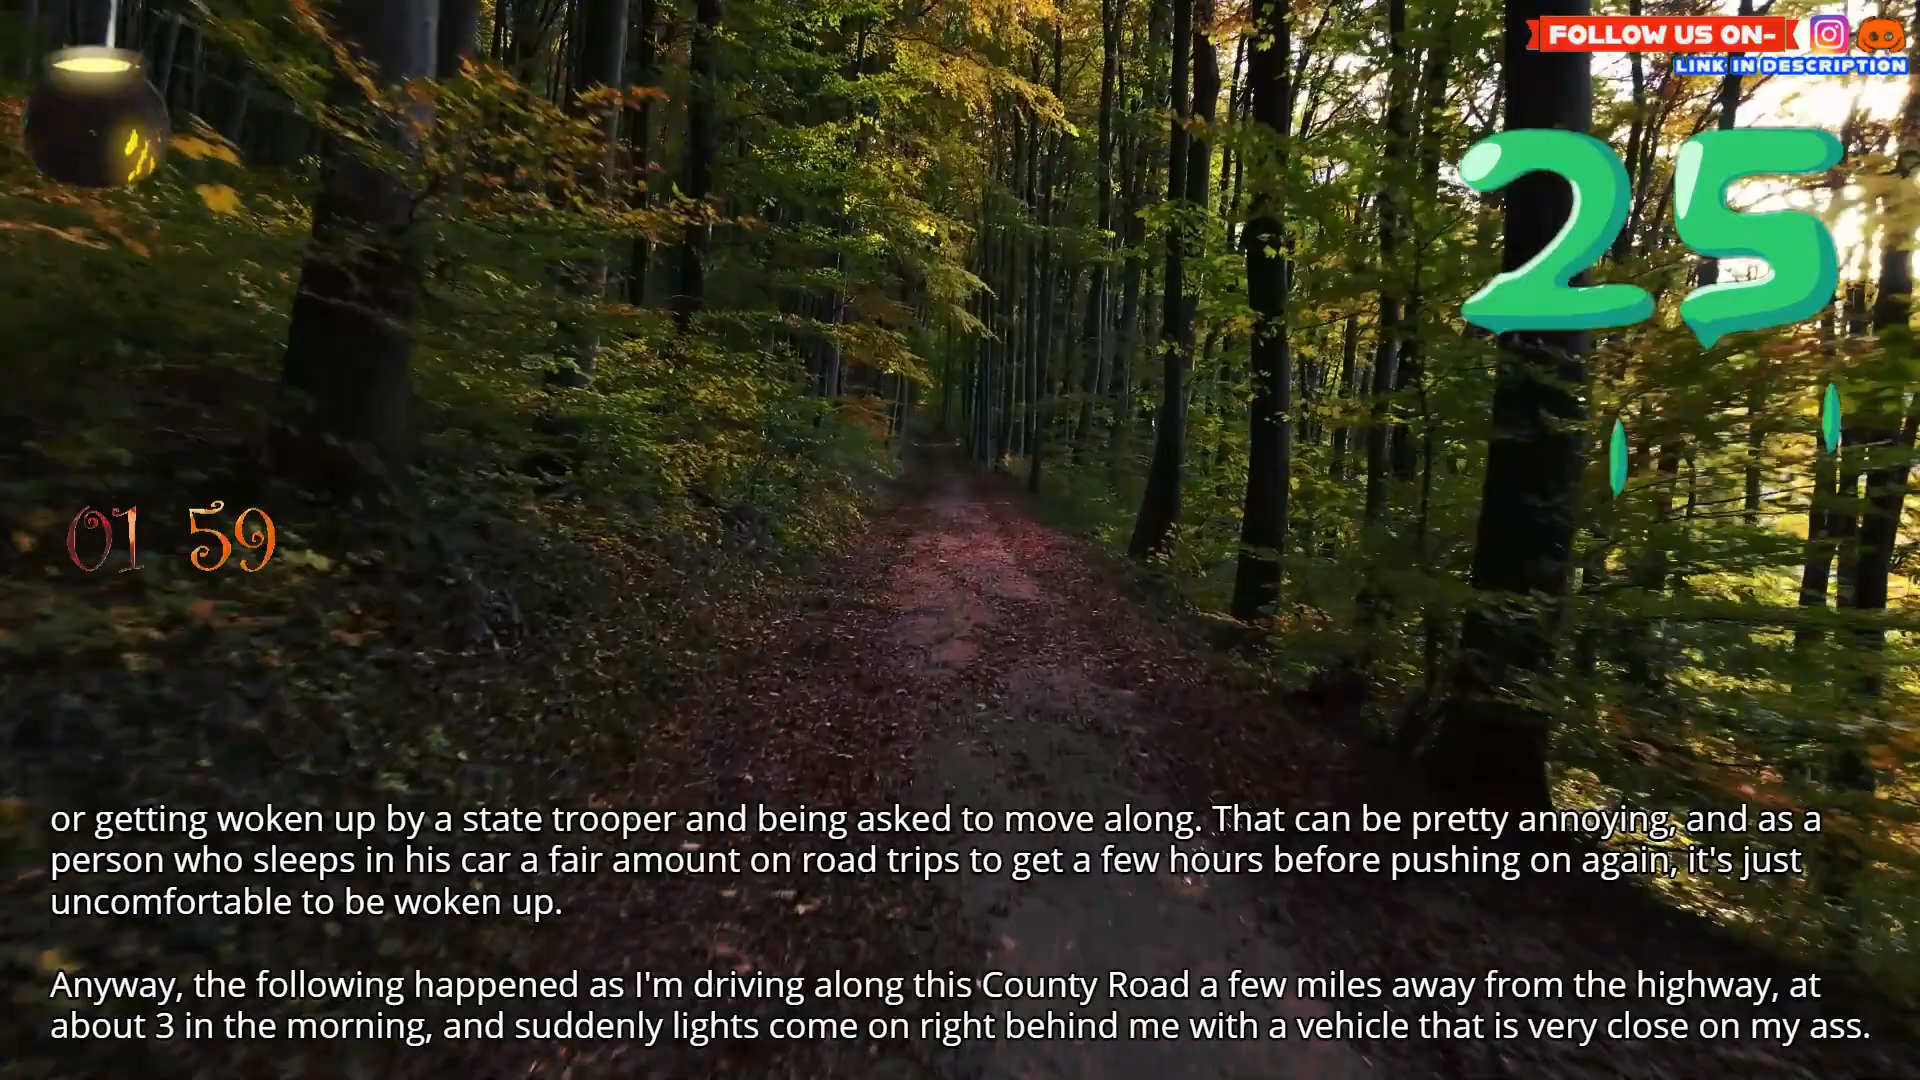 FOLLOW US ON-
LINK IN DESCRIPTION
25
01 59
or getting woken up by a state trooper and being asked to move along. That can be pretty annoying, and as a
person who sleeps in his car a fair amount on road trips to get a few hours before pushing on again, it's just
uncomfortable to be woken up.
Anyway, the following happened as I'm driving along this County Road a few miles away from the highway, at
about 3 in the morning, and suddenly lights come on right behind me with a vehicle that is very close on my ass.